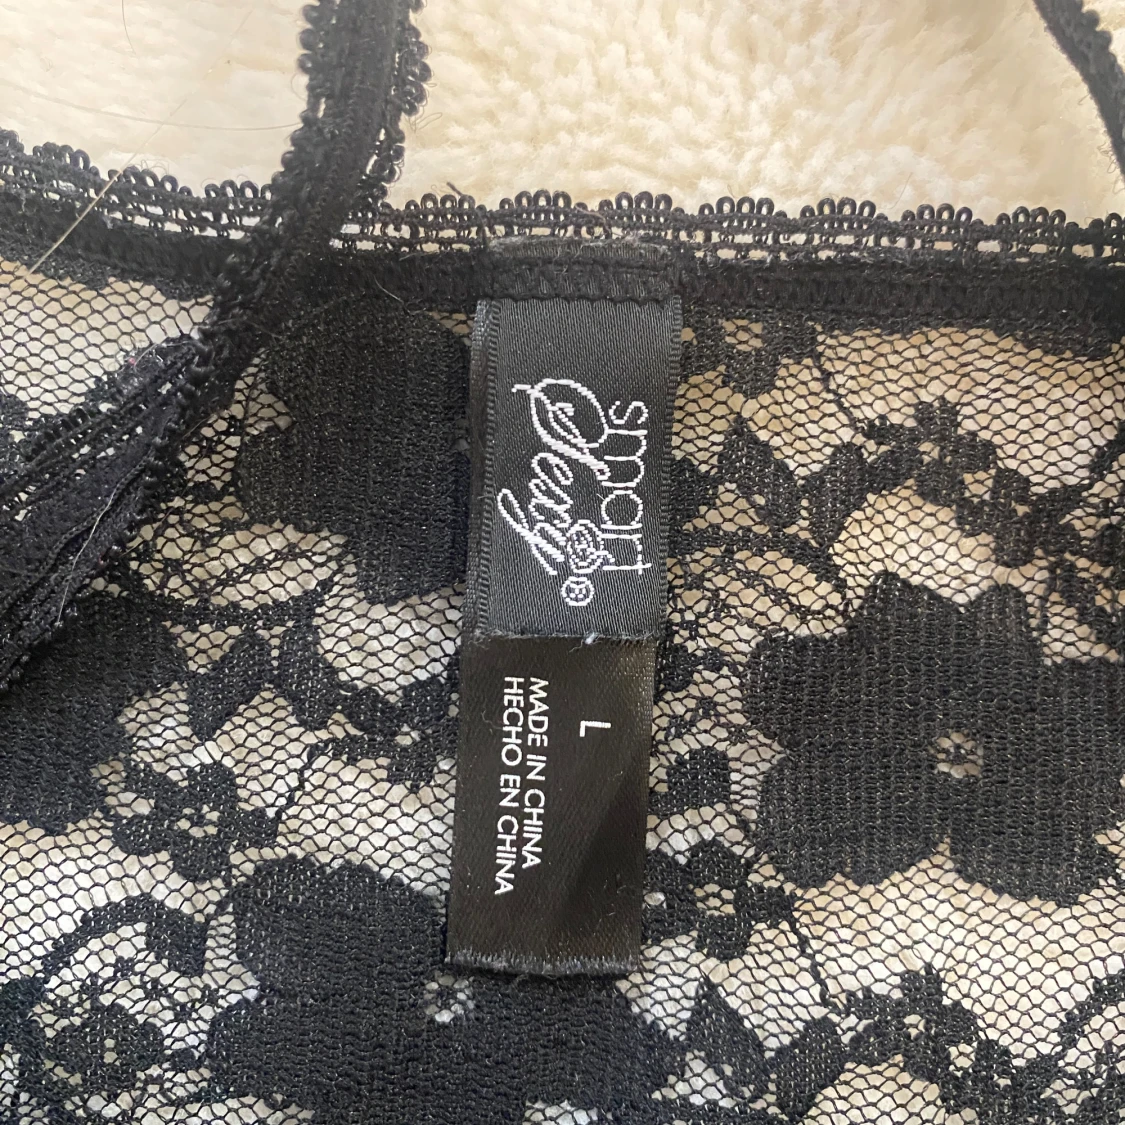 smart
&Sexy®
L
MADE IN CHINA
HECHO EN CHINA